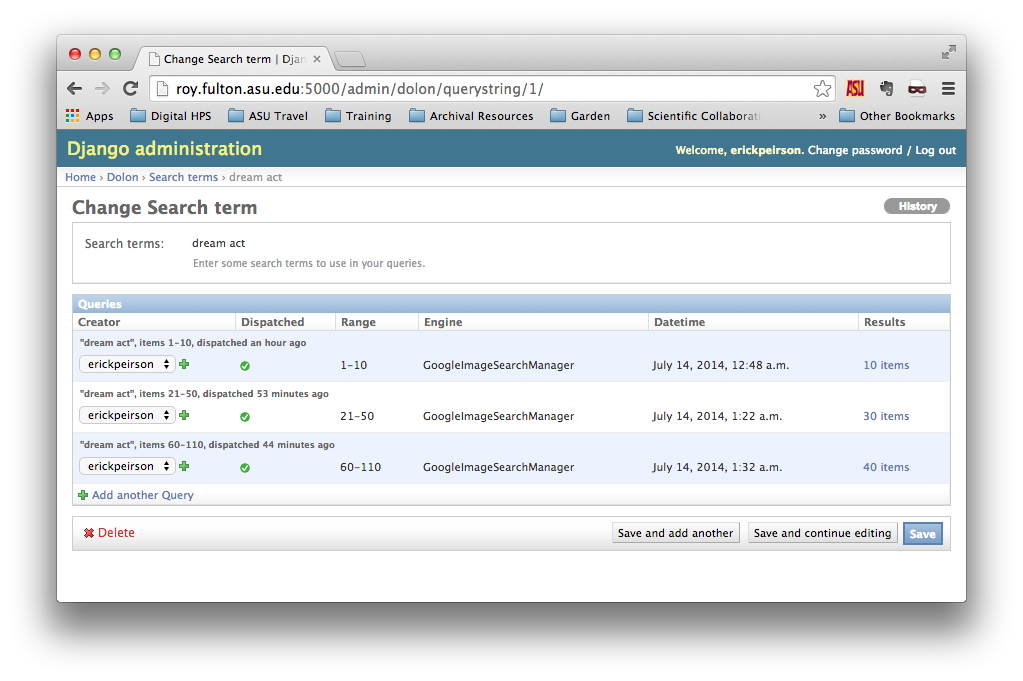 Change Search term | Djan
roy.fulton.asu.edu:5000/admin/dolon/querystring/1/ ASU
Apps Digital HPS ASU Travel Training Archival Resources Garden Scientific Collaborati » Other Bookmarks
Django administration Welcome, erickpeirson. Change password / Log out
Home › Dolon › Search terms › dream act
Change Search term History
Search terms: dream act
Enter some search terms to use in your queries.
Queries
Creator Dispatched Range Engine Datetime Results
"dream act", items 1-10, dispatched an hour ago
erickpeirson 1-10 GoogleImageSearchManager July 14, 2014, 12:48 a.m. 10 items
"dream act", items 21-50, dispatched 53 minutes ago
erickpeirson 21-50 GoogleImageSearchManager July 14, 2014, 1:22 a.m. 30 items
"dream act", items 60-110, dispatched 44 minutes ago
erickpeirson 60-110 GoogleImageSearchManager July 14, 2014, 1:32 a.m. 40 items
Add another Query
Delete Save and add another Save and continue editing Save